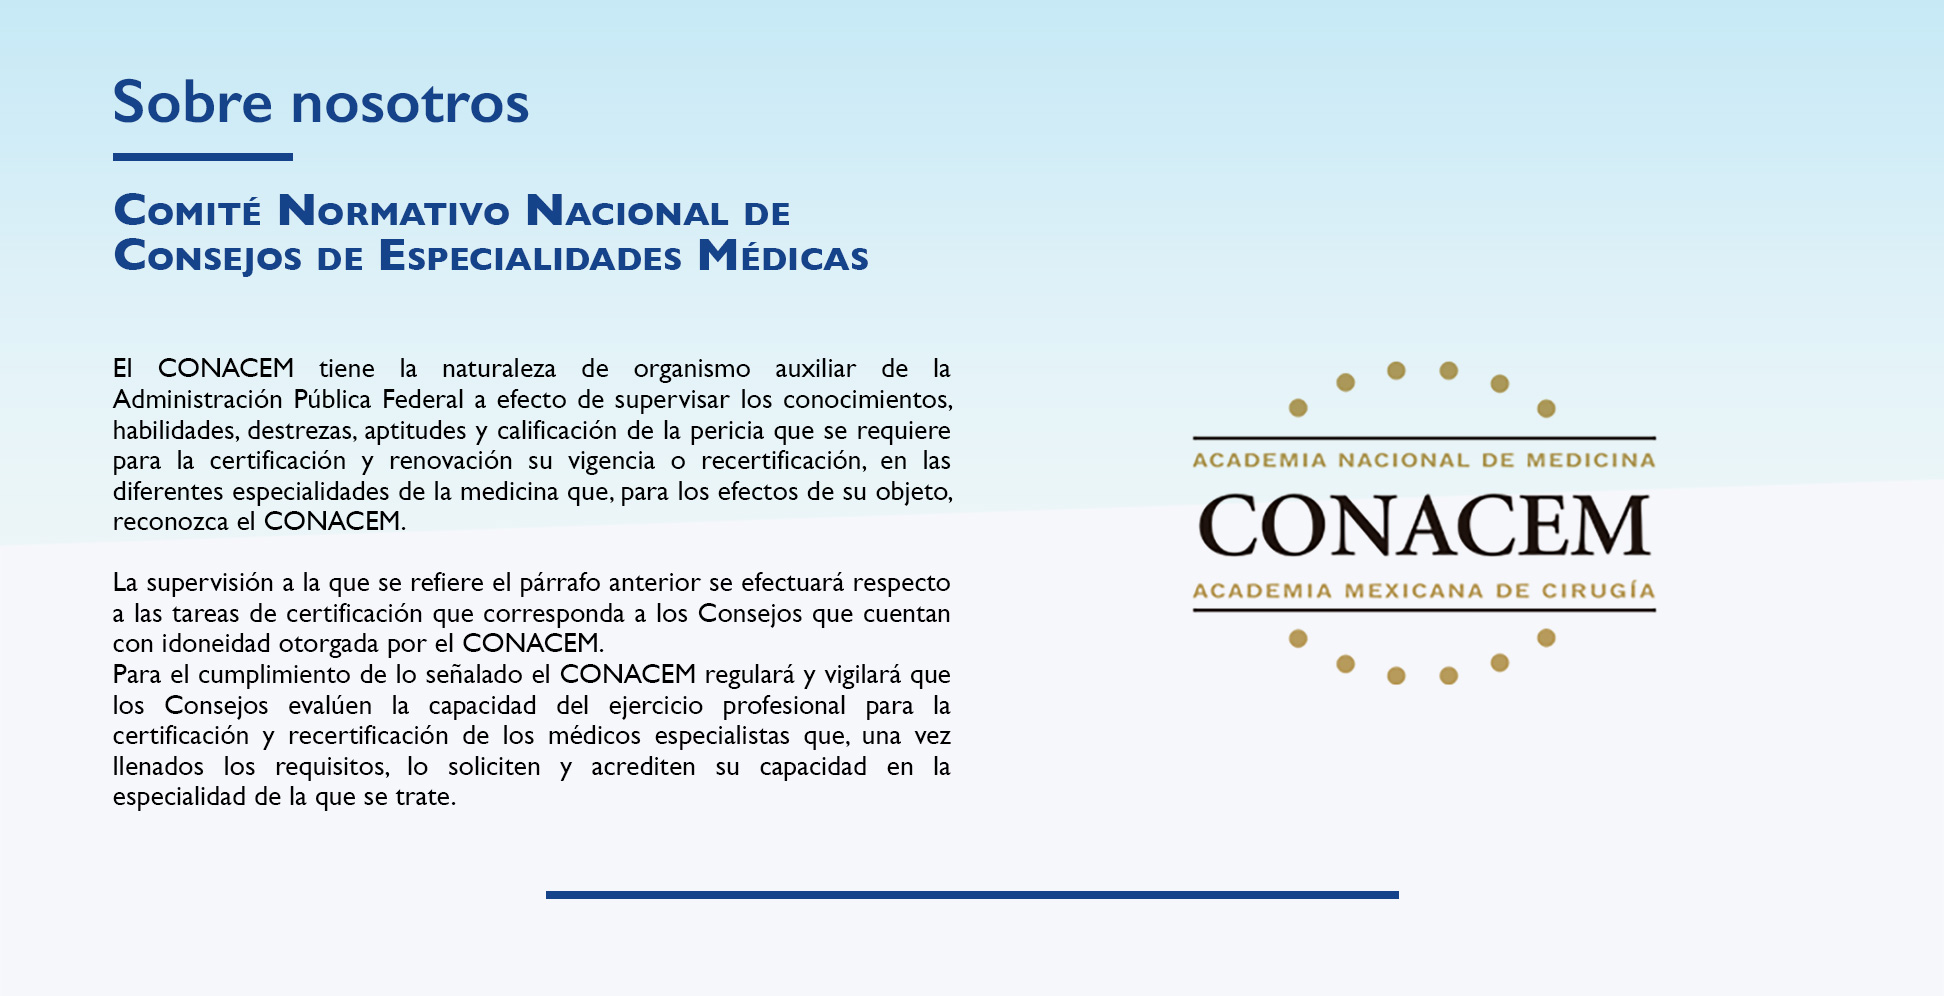 Sobre nosotros
Comité Normativo Nacional de
Consejos de Especialidades Médicas
El CONACEM tiene la naturaleza de organismo auxiliar de la
Administración Pública Federal a efecto de supervisar los conocimientos,
habilidades, destrezas, aptitudes y calificación de la pericia que se requiere
para la certificación y renovación su vigencia o recertificación, en las
diferentes especialidades de la medicina que, para los efectos de su objeto,
reconozca el CONACEM.
La supervisión a la que se refiere el párrafo anterior se efectuará respecto
a las tareas de certificación que corresponda a los Consejos que cuentan
con idoneidad otorgada por el CONACEM.
Para el cumplimiento de lo señalado el CONACEM regulará y vigilará que
los Consejos evalúen la capacidad del ejercicio profesional para la
certificación y recertificación de los médicos especialistas que, una vez
llenados los requisitos, lo soliciten y acrediten su capacidad en la
especialidad de la que se trate.
ACADEMIA NACIONAL DE MEDICINA
CONACEM
ACADEMIA MEXICANA DE CIRUGÍA